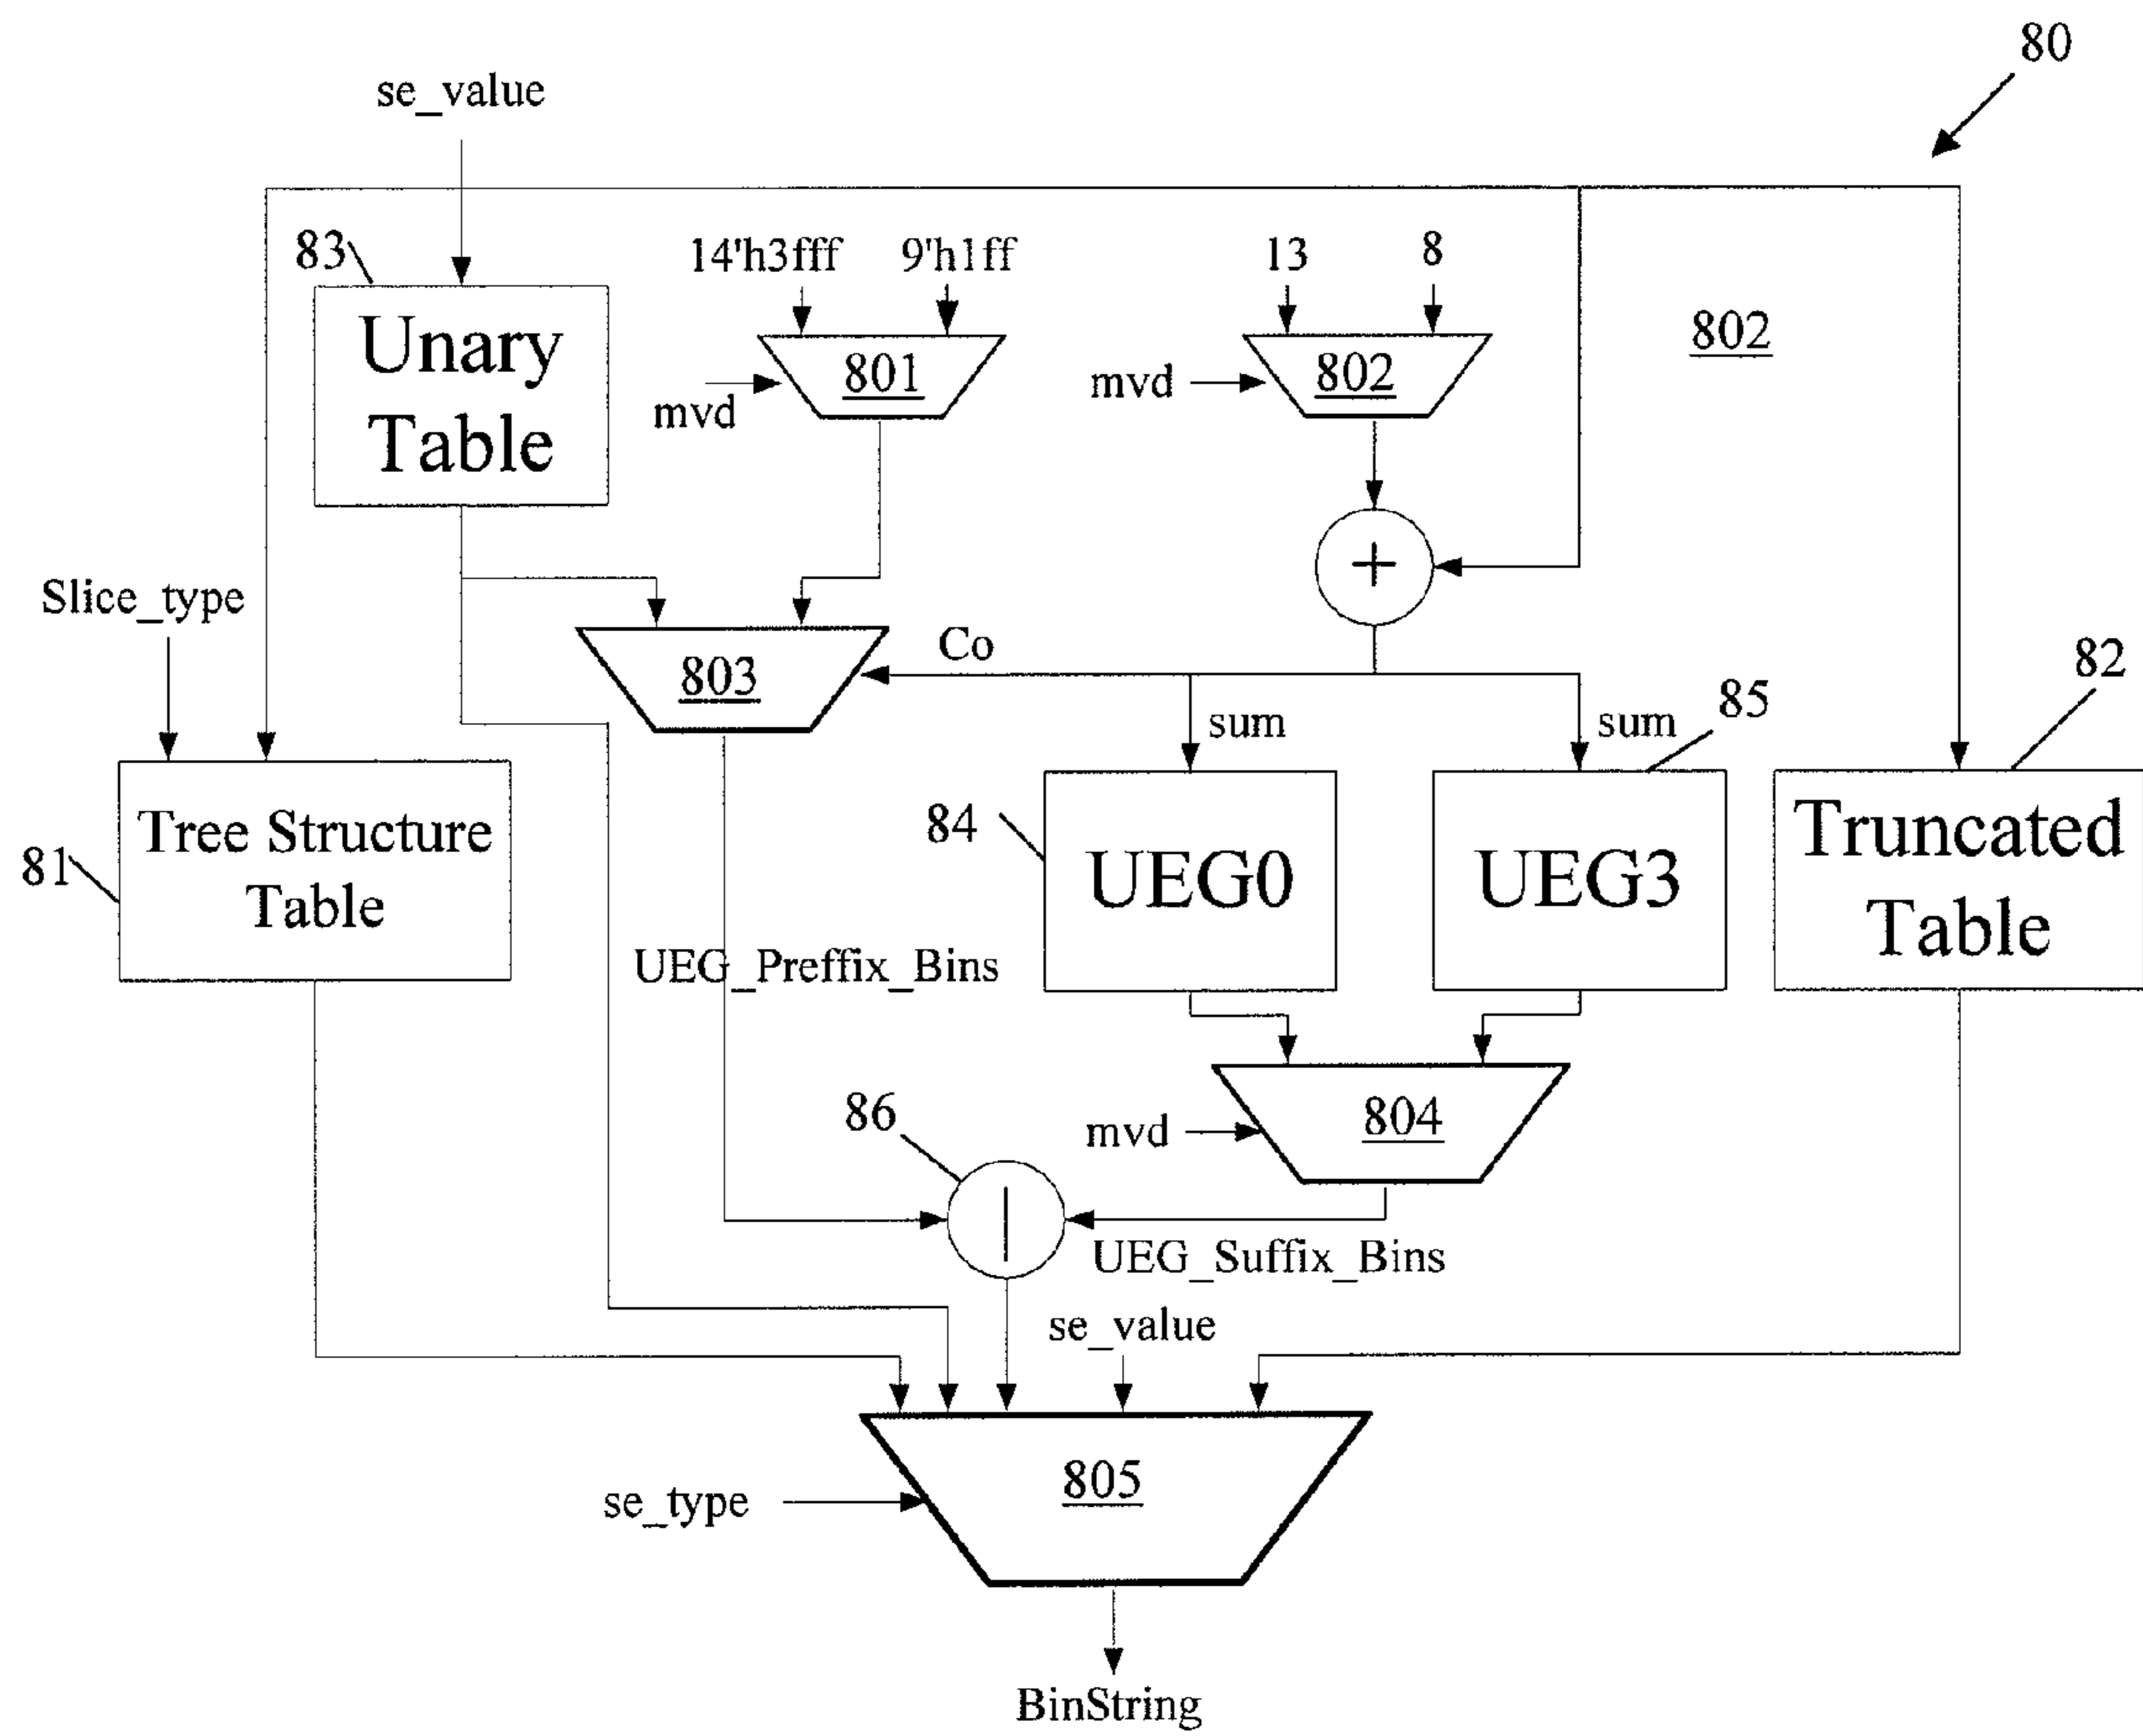 80
se_value
83
14'h3fff 9'h1ff
13 8
Unary
Table
801
802
802
mvd
mvd
+
Slice_type
803
Co
82
85
sum
sum
Tree Structure
Table
81
84
UEG0
UEG3
Truncated
Table
UEG_Preffix_Bins
86
mvd
804
|
UEG_Suffix_Bins
se_value
805
se_type
BinString